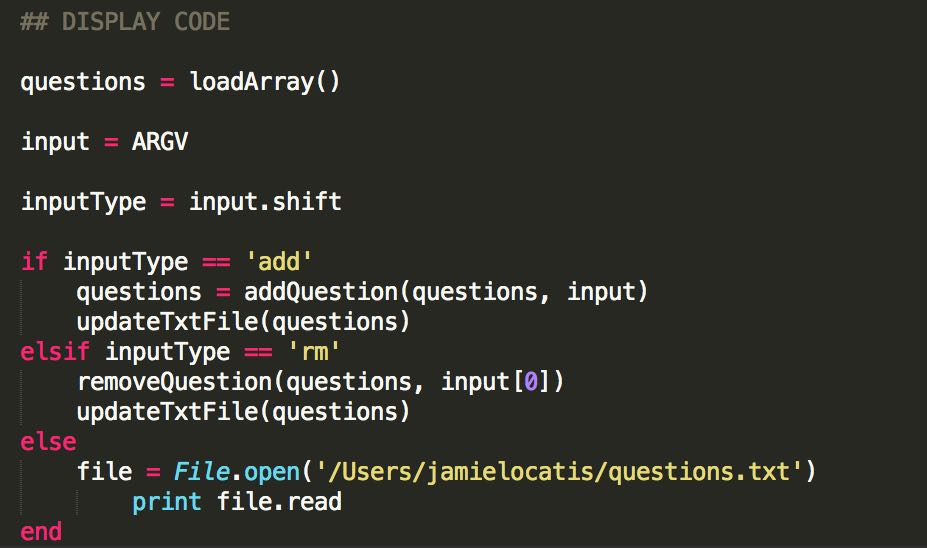 ## DISPLAY CODE
questions = loadArray()
input = ARGV
inputType = input.shift
if inputType == 'add'
questions = addQuestion(questions, input)
updateTxtFile(questions)
elsif inputType == 'rm'
removeQuestion(questions, input[0])
updateTxtFile(questions)
else
file = File.open('/Users/jamielocatis/questions.txt')
print file.read
end